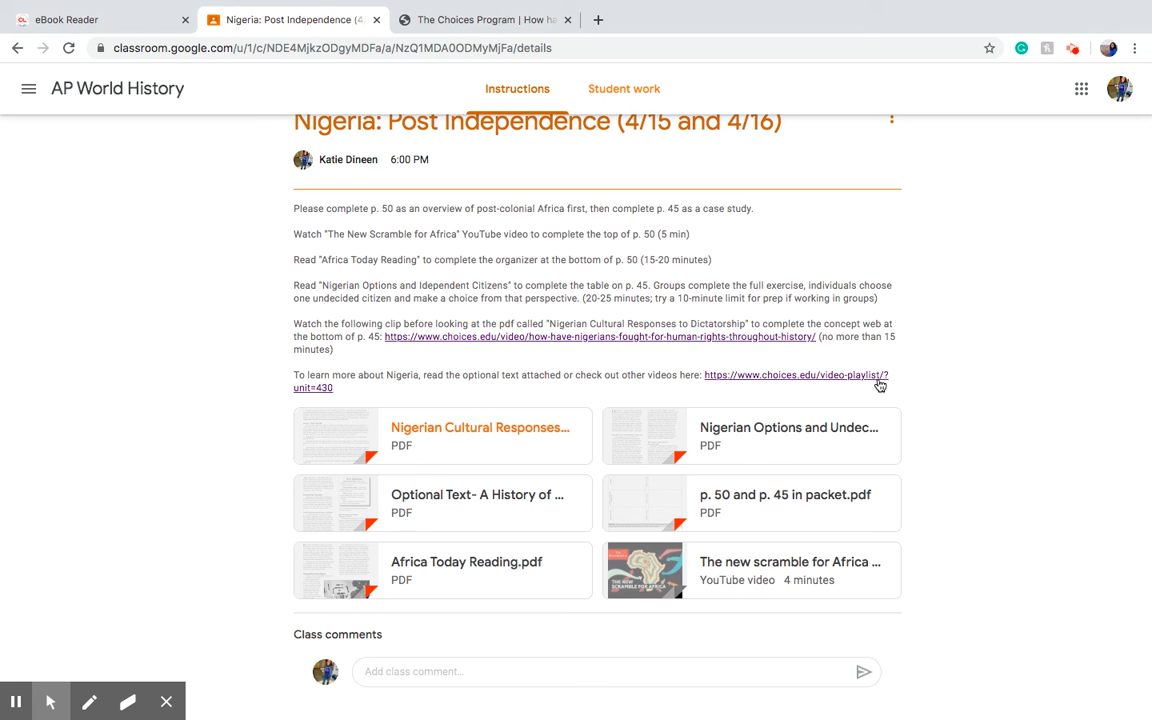 eBook Reader
Nigeria: Post Independence (4/
The Choices Program | How ha
classroom.google.com/u/1/c/NDE4MjkzODgyMDFa/a/NzQ1MDA0ODMyMjFa/details
AP World History
Instructions
Student work
Nigeria: Post Independence (4/15 and 4/16)
Katie Dineen 6:00 PM
Please complete p. 50 as an overview of post-colonial Africa first, then complete p. 45 as a case study.
Watch "The New Scramble for Africa" YouTube video to complete the top of p. 50 (5 min)
Read "Africa Today Reading" to complete the organizer at the bottom of p. 50 (15-20 minutes)
Read "Nigerian Options and Idependent Citizens" to complete the table on p. 45. Groups complete the full exercise, individuals choose
one undecided citizen and make a choice from that perspective. (20-25 minutes; try a 10-minute limit for prep if working in groups)
Watch the following clip before looking at the pdf called "Nigerian Cultural Responses to Dictatorship" to complete the concept web at
the bottom of p. 45: https://www.choices.edu/video/how-have-nigerians-fought-for-human-rights-throughout-history/ (no more than 15
minutes)
To learn more about Nigeria, read the optional text attached or check out other videos here: https://www.choices.edu/video-playlist/?
unit=430
Nigerian Cultural Responses...
PDF
Nigerian Options and Undec...
PDF
Optional Text- A History of ...
PDF
p. 50 and p. 45 in packet.pdf
PDF
Africa Today Reading.pdf
PDF
The new scramble for Africa ...
YouTube video 4 minutes
THE NEW
SCRAMBLE FOR
AFRICA
Class comments
Add class comment...